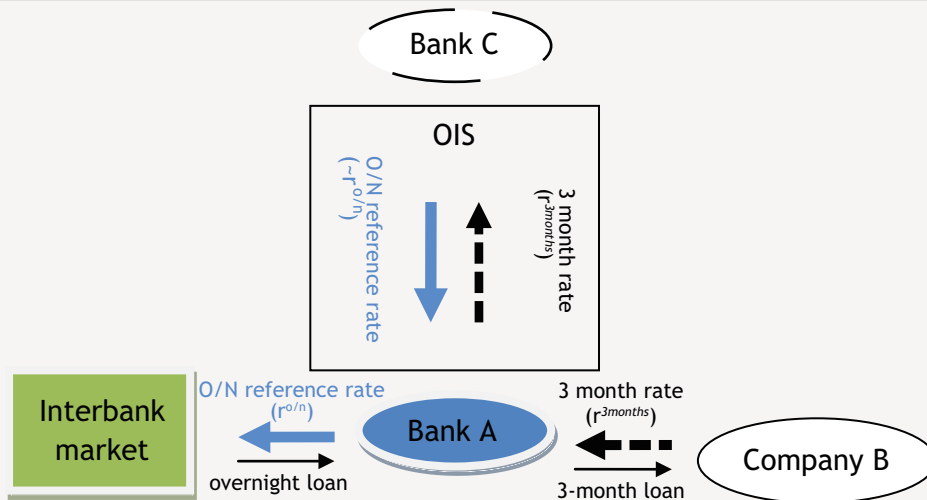 Bank C
OIS
O/N reference rate
(~r^o/n)
3 month rate
(r^3months)
Interbank
market
O/N reference rate
(r^o/n)
overnight loan
Bank A
3 month rate
(r^3months)
3-month loan
Company B